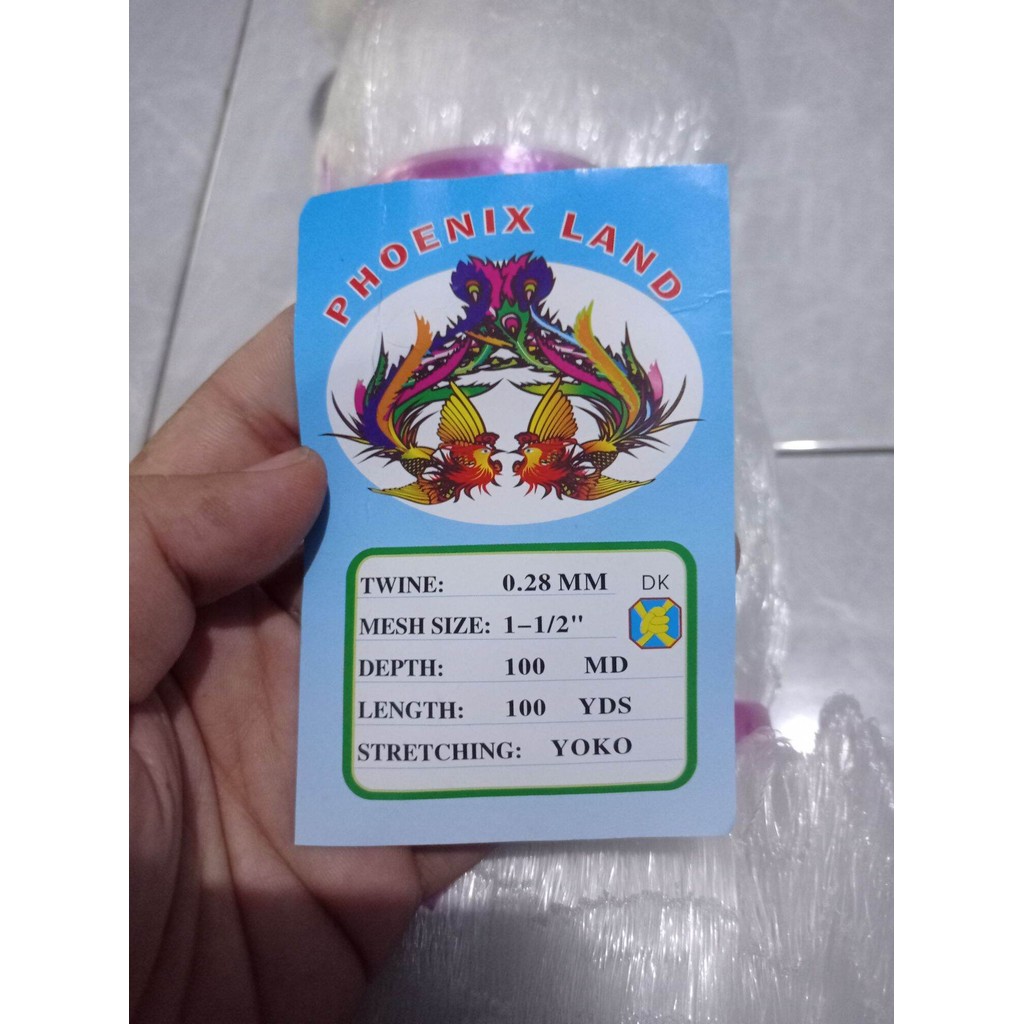 PHOENIX LAND
TWINE: 0.28 MM DK
MESH SIZE: 1-1/2"
DEPTH: 100 MD
LENGTH: 100 YDS
STRETCHING: YOKO